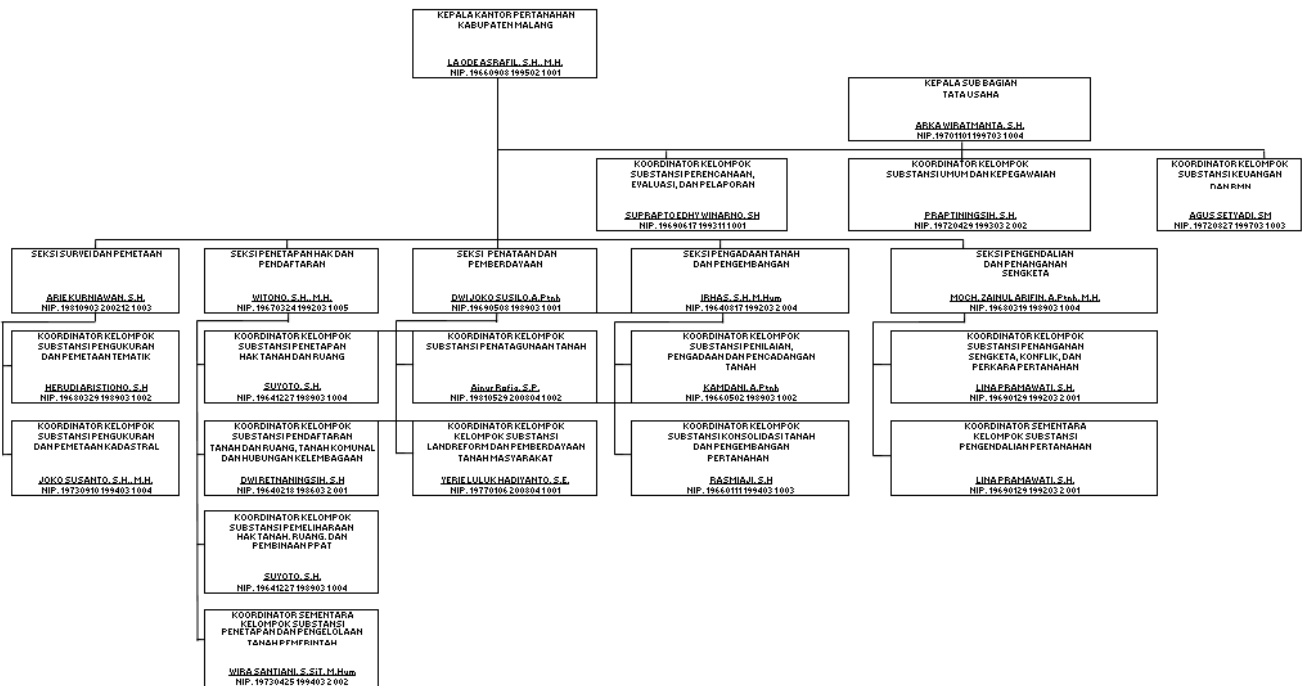 KEPALA KANTOR PERTANAHAN
KABUPATEN MALANG
LA ODE ASRAFIL, S.H., M.H.
NIP. 19660908 199502 1 001
KEPALA SUB BAGIAN
TATA USAHA
ARKA WIRATMANTA, S.H.
NIP. 19701101 199703 1 004
KOORDINATOR KELOMPOK
SUBSTANSI PERENCANAAN,
EVALUASI, DAN PELAPORAN
SUPRAPTO EDHY WINARNO, SH
NIP. 19690617 199311 1 001
KOORDINATOR KELOMPOK
SUBSTANSI UMUM DAN KEPEGAWAIAN
PRAPTININGSIH, S.H.
NIP. 19720429 199303 2 002
KOORDINATOR KELOMPOK
SUBSTANSI KEUANGAN
DAN BMN
AGUS SETYADI, SM
NIP. 19720827 199703 1 003
SEKSI SURVEI DAN PEMETAAN
ARIE KURNIAWAN, S.H.
NIP. 19810903 200212 1 003
SEKSI PENETAPAN HAK DAN
PENDAFTARAN
WITONO, S.H., M.H.
NIP. 19670324 199203 1 005
SEKSI PENATAAN DAN
PEMBERDAYAAN
DWI JOKO SUSILO, A.Ptnh
NIP. 19690508 198903 1 001
SEKSI PENGADAAN TANAH
DAN PENGEMBANGAN
IRHAS, S.H, M.Hum
NIP. 19640817 199203 2 004
SEKSI PENGENDALIAN
DAN PENANGANAN
SENGKETA
MOCH. ZAINUL ARIFIN, A.Ptnh, M.H.
NIP. 19680319 198903 1 004
KOORDINATOR KELOMPOK
SUBSTANSI PENGUKURAN
DAN PEMETAAN TEMATIK
HERUDI ARISTIONO, S.H
NIP. 19680329 198903 1 002
KOORDINATOR KELOMPOK
SUBSTANSI PENETAPAN
HAK TANAH DAN RUANG
SUYOTO, S.H.
NIP. 19641227 198903 1 004
KOORDINATOR KELOMPOK
SUBSTANSI PENATAGUNAAN TANAH
Ainur Rofiq, S.P.
NIP. 19810529 200804 1 002
KOORDINATOR KELOMPOK
SUBSTANSI PENILAIAN,
PENGADAAN DAN PENCADANGAN
TANAH
KAMDANI, A.Ptnh
NIP. 19660502 198903 1 002
KOORDINATOR KELOMPOK
SUBSTANSI PENANGANAN
SENGKETA, KONFLIK, DAN
PERKARA PERTANAHAN
LINA PRAMAWATI, S.H.
NIP. 19690129 199203 2 001
KOORDINATOR KELOMPOK
SUBSTANSI PENGUKURAN
DAN PEMETAAN KADASTRAL
JOKO SUSANTO, S.H., M.H.
NIP. 19730910 199403 1 004
KOORDINATOR KELOMPOK
SUBSTANSI PENDAFTARAN
TANAH DAN RUANG, TANAH KOMUNAL
DAN HUBUNGAN KELEMBAGAAN
DWI RETNANINGSIH, S.H
NIP. 19640218 198603 2 001
KOORDINATOR KELOMPOK
KELOMPOK SUBSTANSI
LANDREFORM DAN PEMBERDAYAAN
TANAH MASYARAKAT
YERIE LULUK HADIYANTO, S.E.
NIP. 19770106 200804 1 001
KOORDINATOR KELOMPOK
SUBSTANSI KONSOLIDASI TANAH
DAN PENGEMBANGAN
PERTANAHAN
RASMIAJI, S.H
NIP. 19660111 199403 1 003
KOORDINATOR SEMENTARA
KELOMPOK SUBSTANSI
PENGENDALIAN PERTANAHAN
LINA PRAMAWATI, S.H.
NIP. 19690129 199203 2 001
KOORDINATOR KELOMPOK
SUBSTANSI PEMELIHARAAN
HAK TANAH, RUANG, DAN
PEMBINAAN PPAT
SUYOTO, S.H.
NIP. 19641227 198903 1 004
KOORDINATOR SEMENTARA
KELOMPOK SUBSTANSI
PENETAPAN DAN PENGELOLAAN
TANAH PEMERINTAH
WIRA SANTIANI, S.SiT, M.Hum
NIP. 19730425 199403 2 002